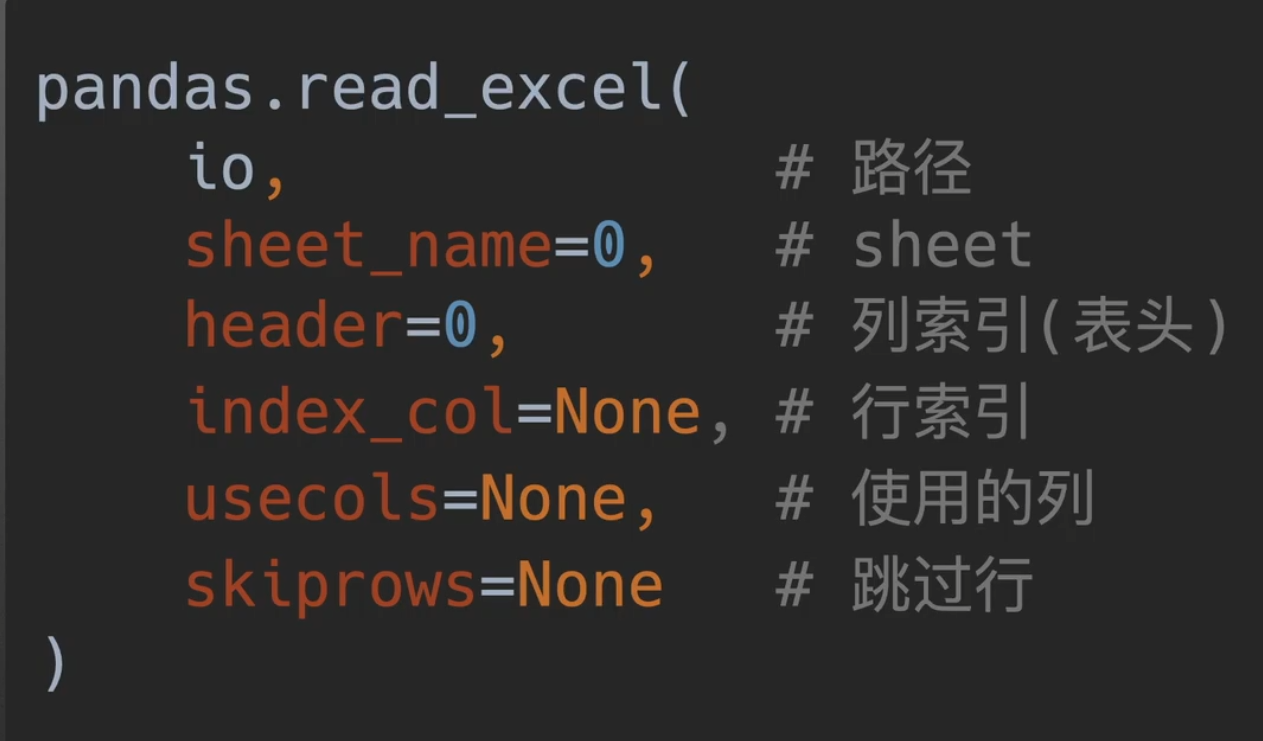 pandas.read_excel(
    io,                # 路径
    sheet_name=0,      # sheet
    header=0,          # 列索引(表头)
    index_col=None,    # 行索引
    usecols=None,      # 使用的列
    skiprows=None      # 跳过行
)